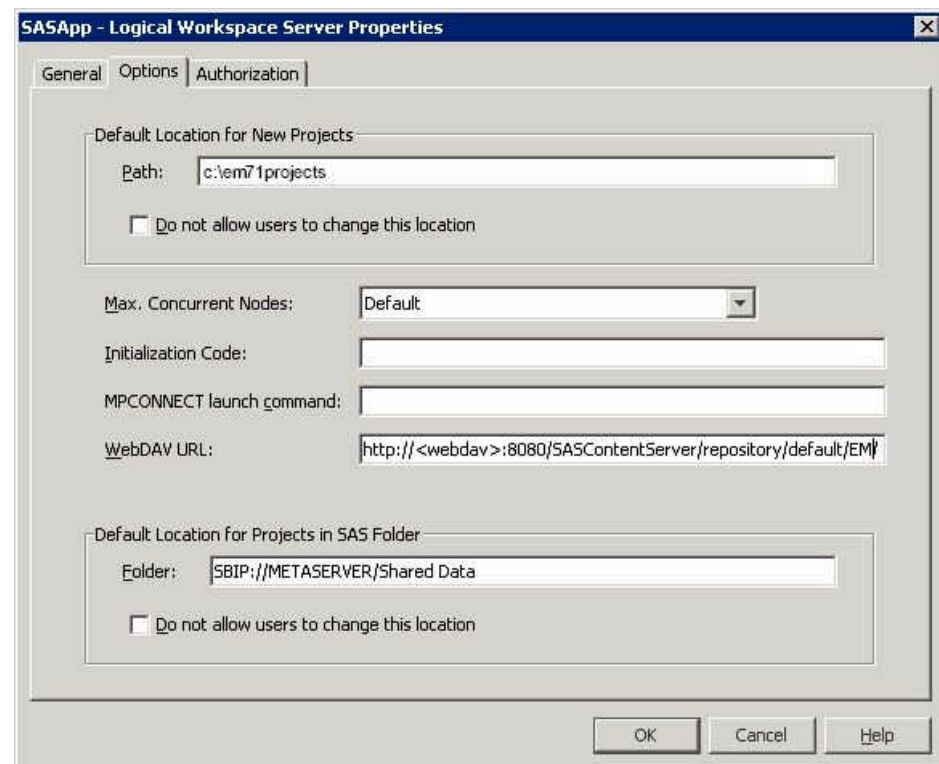 SASApp - Logical Workspace Server Properties
General Options Authorization
Default Location for New Projects
Path: c:\em71projects
Do not allow users to change this location
Max. Concurrent Nodes: Default
Initialization Code:
MPCONNECT launch command:
WebDAV URL: http://<webdav>:8080/SASContentServer/repository/default/EM/
Default Location for Projects in SAS Folder
Folder: SBIP://METASERVER/Shared Data
Do not allow users to change this location
OK Cancel Help